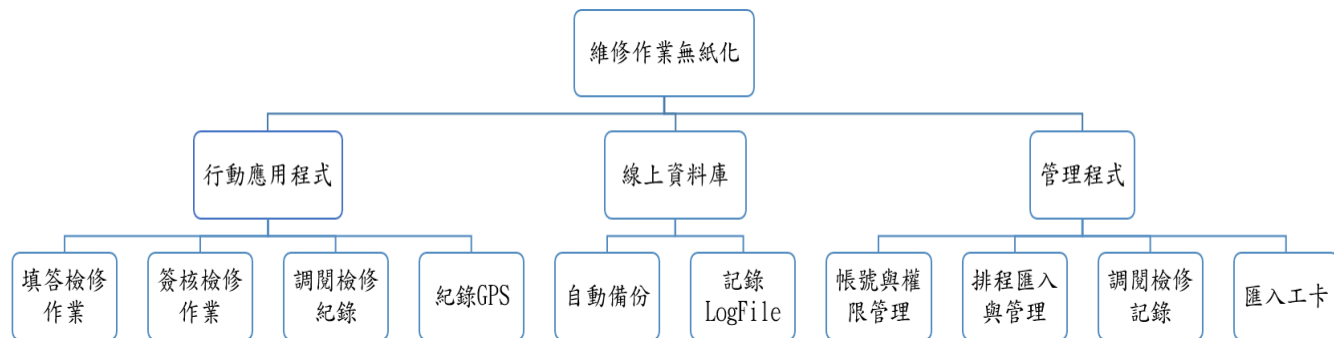 維修作業無紙化
行動應用程式
線上資料庫
管理程式
填答檢修
作業
簽核檢修
作業
調閱檢修
紀錄
紀錄GPS
自動備份
記錄
LogFile
帳號與權
限管理
排程匯入
與管理
調閱檢修
記錄
匯入工卡